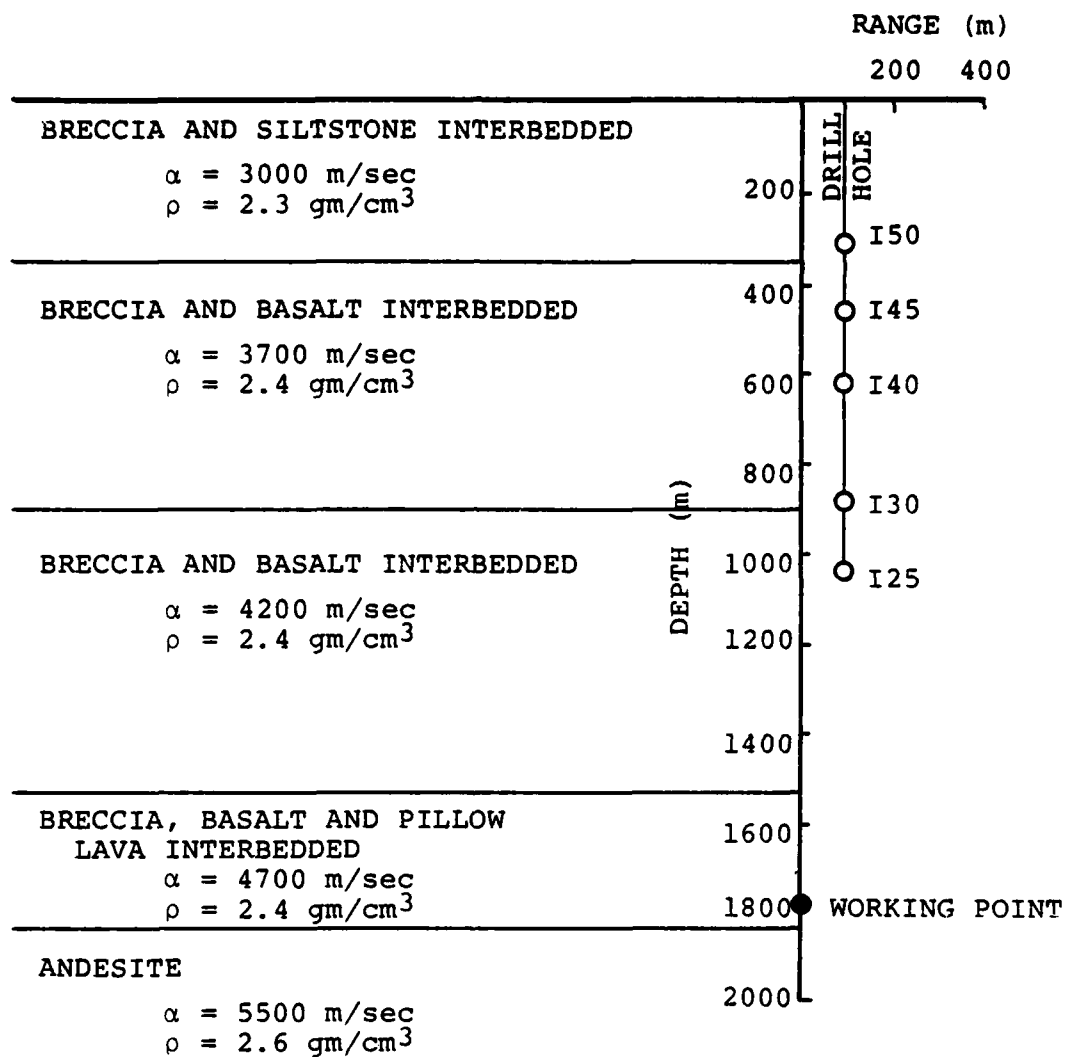 RANGE (m)
200 400
BRECCIA AND SILTSTONE INTERBEDDED
α = 3000 m/sec
ρ = 2.3 gm/cm³
DRILL
HOLE
200
I50
400
BRECCIA AND BASALT INTERBEDDED
α = 3700 m/sec
ρ = 2.4 gm/cm³
I45
600
I40
800
I30
DEPTH (m)
BRECCIA AND BASALT INTERBEDDED
α = 4200 m/sec
ρ = 2.4 gm/cm³
1000
I25
1200
1400
BRECCIA, BASALT AND PILLOW
LAVA INTERBEDDED
α = 4700 m/sec
ρ = 2.4 gm/cm³
1600
1800
WORKING POINT
ANDESITE
α = 5500 m/sec
ρ = 2.6 gm/cm³
2000